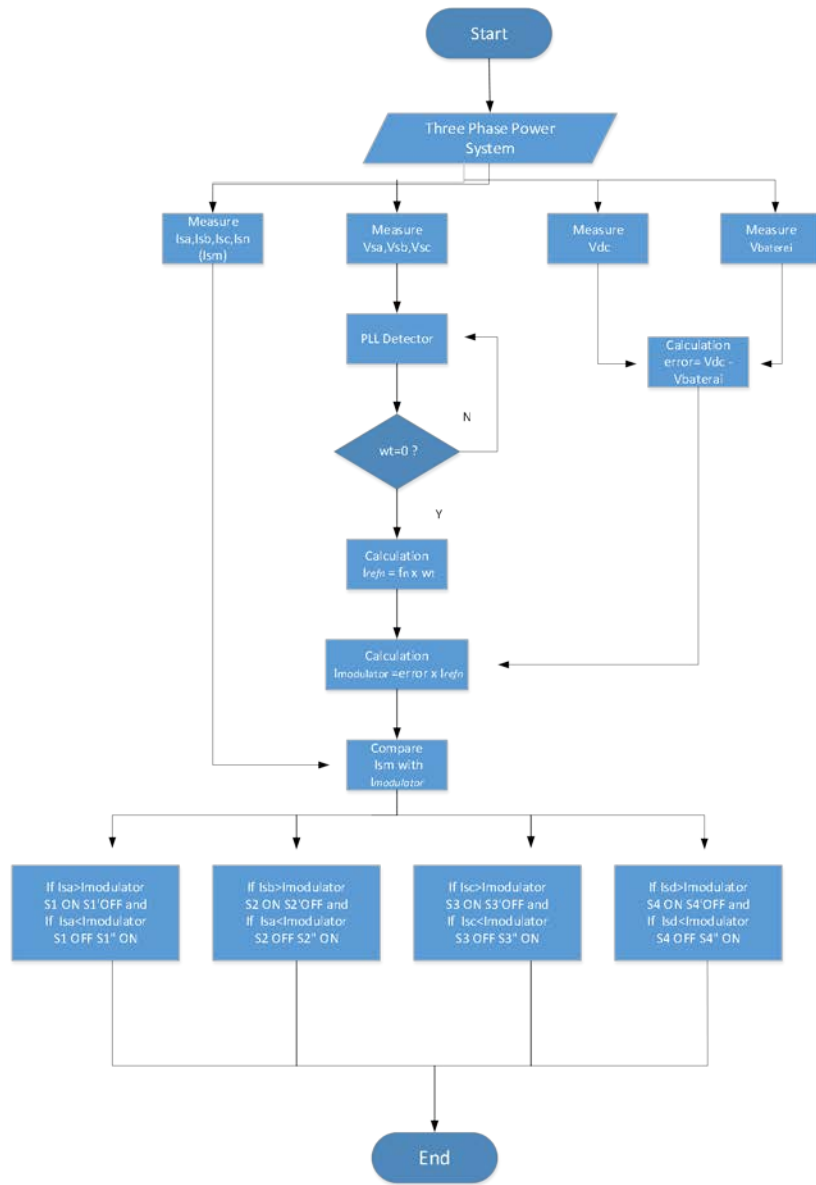 Start
Three Phase Power
System
Measure
Isa,Isb,Isc,Isn
(Ism)
Measure
Vsa,Vsb,Vsc
Measure
Vdc
Measure
Vbaterei
PLL Detector
Calculation
error= Vdc -
Vbaterai
N
wt=0 ?
Y
Calculation
Irefn = fn x wt
Calculation
Imodulator =error x Irefn
Compare
Ism with
Imodulator
If Isa>Imodulator
S1 ON S1'OFF and
If Isa<Imodulator
S1 OFF S1" ON
If Isb>Imodulator
S2 ON S2'OFF and
If Isa<Imodulator
S2 OFF S2" ON
If Isc>Imodulator
S3 ON S3'OFF and
If Isc<Imodulator
S3 OFF S3" ON
If Isd>Imodulator
S4 ON S4'OFF and
If Isd<Imodulator
S4 OFF S4" ON
End